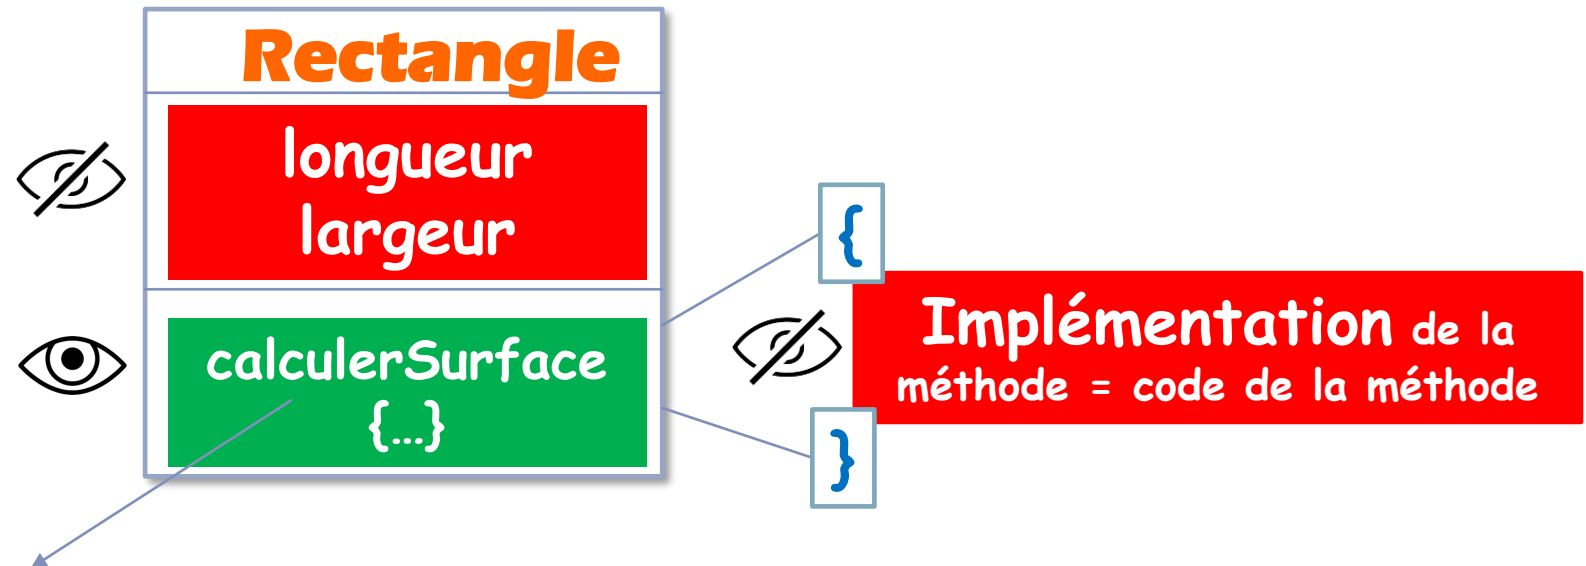 Rectangle
longueur
largeur
calculerSurface
{...}
{
Implémentation de la
méthode = code de la méthode
}